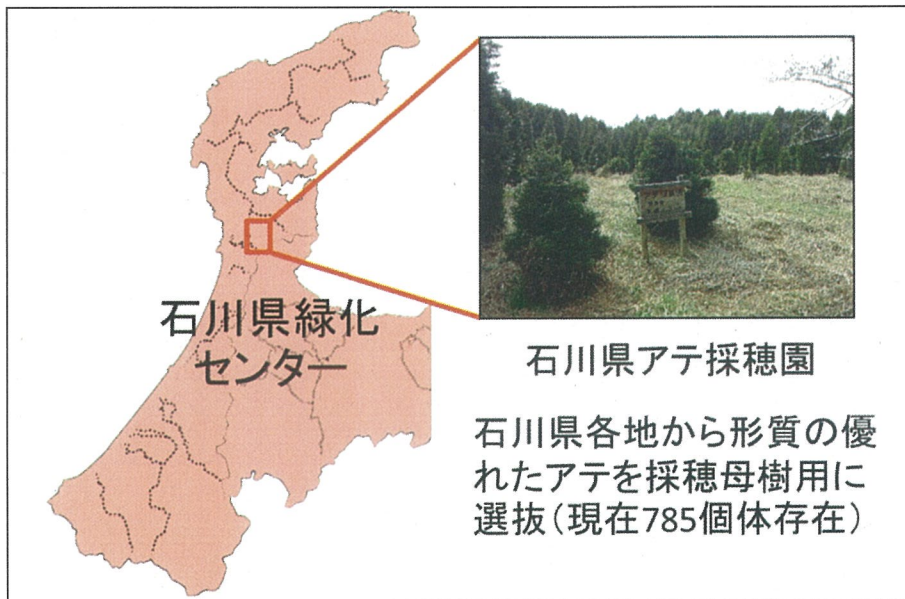 石川県緑化
センター
石川県アテ採穂園
石川県各地から形質の優
れたアテを採穂母樹用に
選抜（現在785個体存在）